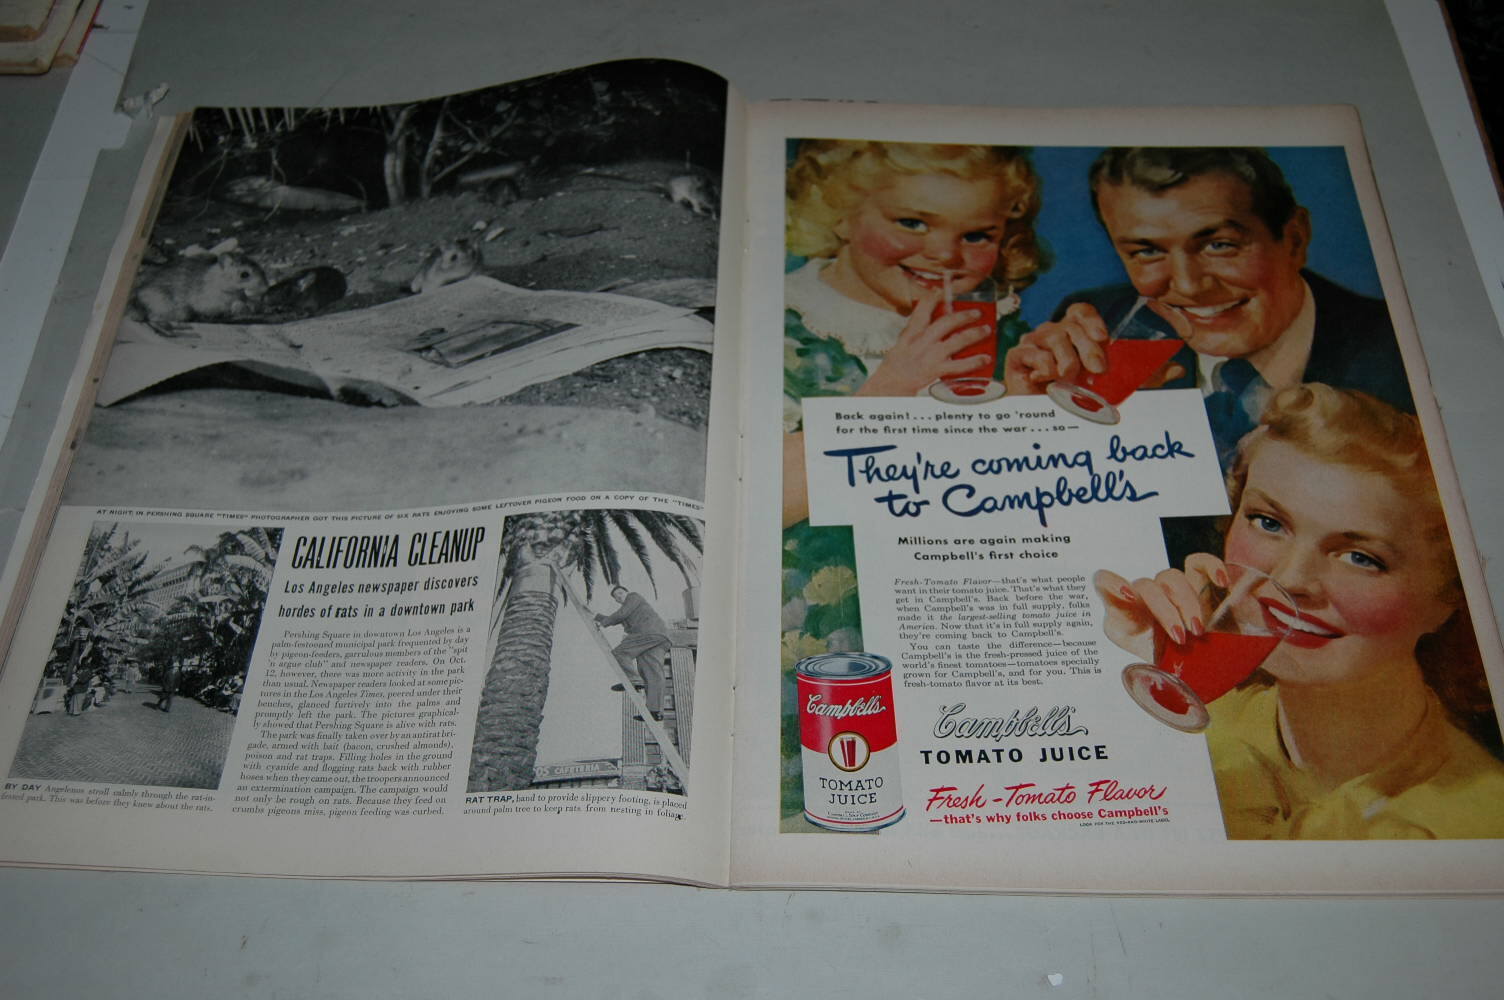 AT NIGHT, IN PERSHING SQUARE "TIMES" PHOTOGRAPHER GOT THIS PICTURE OF SIX RATS ENJOYING SOME LEFTOVER PIGEON FOOD ON A COPY OF THE "TIMES"
CALIFORNIA CLEANUP
Los Angeles newspaper discovers
hordes of rats in a downtown park
Pershing Square in downtown Los Angeles is a
palm-festooned municipal park frequented by day
by pigeon-feeders, garrulous members of the "spit
'n argue club" and newspaper readers. On Oct.
12, however, there was more activity in the park
than usual. Newspaper readers looked at some pic-
tures in the Los Angeles Times, peered under their
benches, glanced furtively into the palms and
promptly left the park. The pictures graphical-
ly showed that Pershing Square is alive with rats.
The park was finally taken over by an antirat bri-
gade, armed with bait (bacon, crushed almonds),
poison and rat traps. Filling holes in the ground
with cyanide and flogging rats back with rubber
hoses when they came out, the troopers announced
an extermination campaign. The campaign would
not only be rough on rats. Because they feed on
crumbs pigeons miss, pigeon feeding was curbed.
BY DAY Angelenos stroll calmly through the rat-in-
fested park. This was before they knew about the rats.
OS CAFETERIA
RAT TRAP, band to provide slippery footing, is placed
around palm tree to keep rats from nesting in foliage.
Back again! . . . plenty to go 'round
for the first time since the war . . . so—
They're coming back
to Campbell's
Millions are again making
Campbell's first choice
Fresh-Tomato Flavor—that's what people
want in their tomato juice. That's what they
get in Campbell's. Back before the war,
when Campbell's was in full supply, folks
made it the largest-selling tomato juice in
America. Now that it's in full supply again,
they're coming back to Campbell's.
You can taste the difference—because
Campbell's is the fresh-pressed juice of the
world's finest tomatoes—tomatoes specially
grown for Campbell's, and for you. This is
fresh-tomato flavor at its best.
Campbell's
TOMATO
JUICE
Campbell's
TOMATO JUICE
Fresh-Tomato Flavor
—that's why folks choose Campbell's
LOOK FOR THE RED-AND-WHITE LABEL